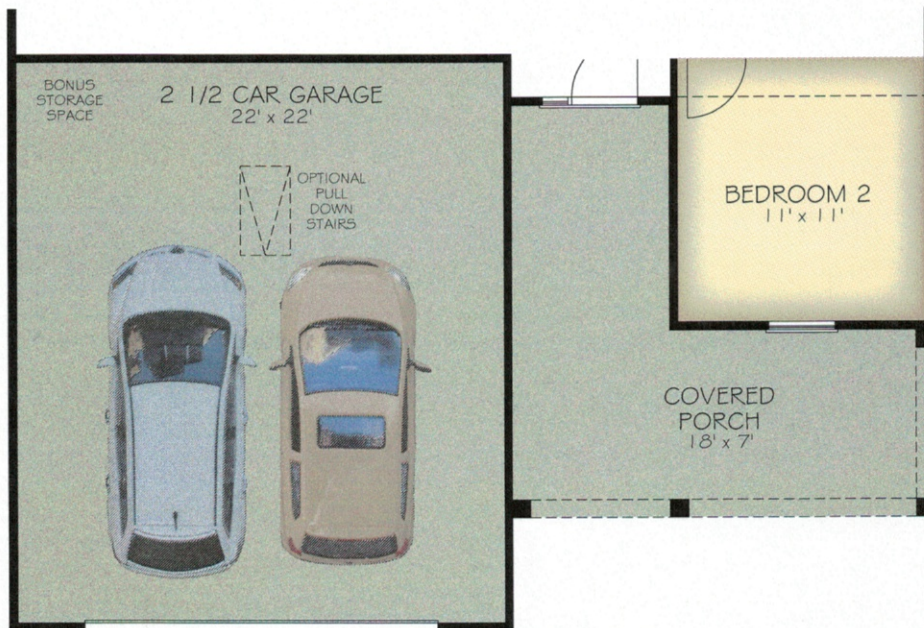 BONUS
STORAGE
SPACE
2 1/2 CAR GARAGE
22' x 22'
OPTIONAL
PULL
DOWN
STAIRS
BEDROOM 2
11' x 11'
COVERED
PORCH
18' x 7'